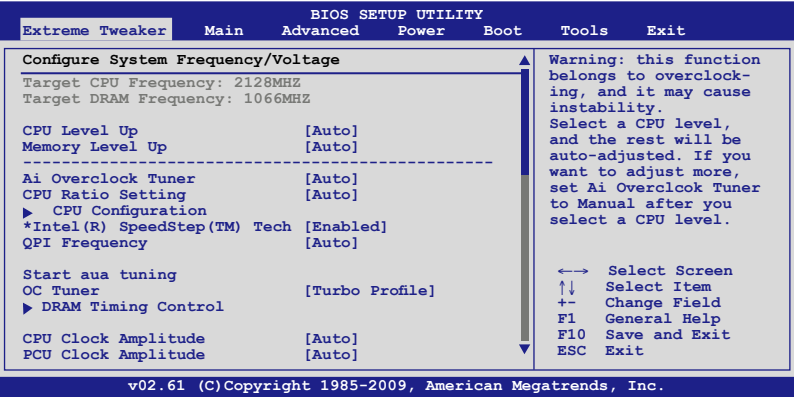 BIOS SETUP UTILITY
Extreme Tweaker Main Advanced Power Boot Tools Exit
Configure System Frequency/Voltage
Target CPU Frequency: 2128MHZ
Target DRAM Frequency: 1066MHZ
CPU Level Up [Auto]
Memory Level Up [Auto]
--------------------------------------------------
Ai Overclock Tuner [Auto]
CPU Ratio Setting [Auto]
▶ CPU Configuration
*Intel(R) SpeedStep(TM) Tech [Enabled]
QPI Frequency [Auto]
Start aua tuning
OC Tuner [Turbo Profile]
▶ DRAM Timing Control
CPU Clock Amplitude [Auto]
PCU Clock Amplitude [Auto]
Warning: this function
belongs to overclock-
ing, and it may cause
instability.
Select a CPU level,
and the rest will be
auto-adjusted. If you
want to adjust more,
set Ai Overclcok Tuner
to Manual after you
select a CPU level.
←→ Select Screen
↑↓ Select Item
+- Change Field
F1 General Help
F10 Save and Exit
ESC Exit
v02.61 (C)Copyright 1985-2009, American Megatrends, Inc.